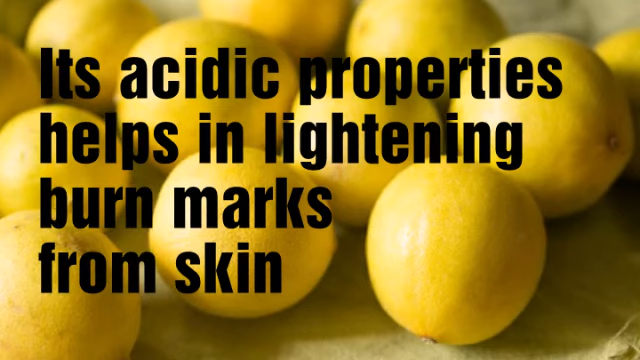 Its acidic properties
helps in lightening
burn marks
from skin